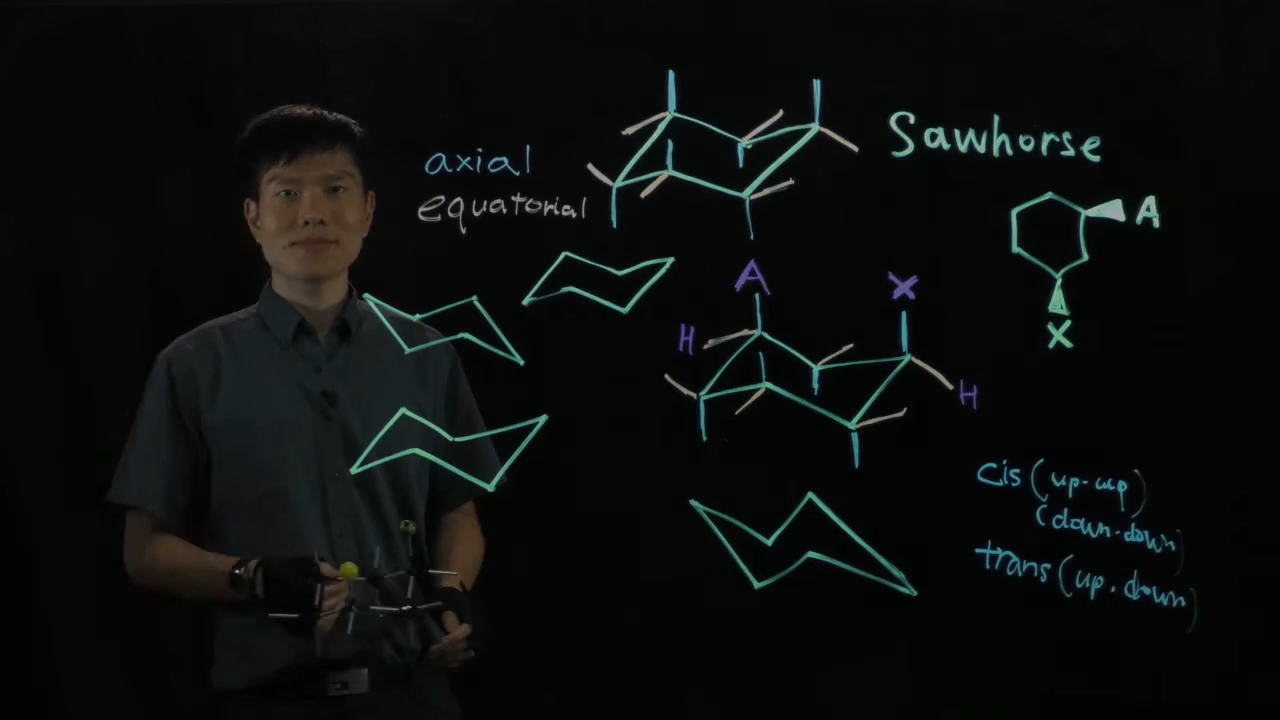 axial
equatorial
Sawhorse
A
X
A
X
H
H
cis (up-up)
(down-down)
trans (up.down)